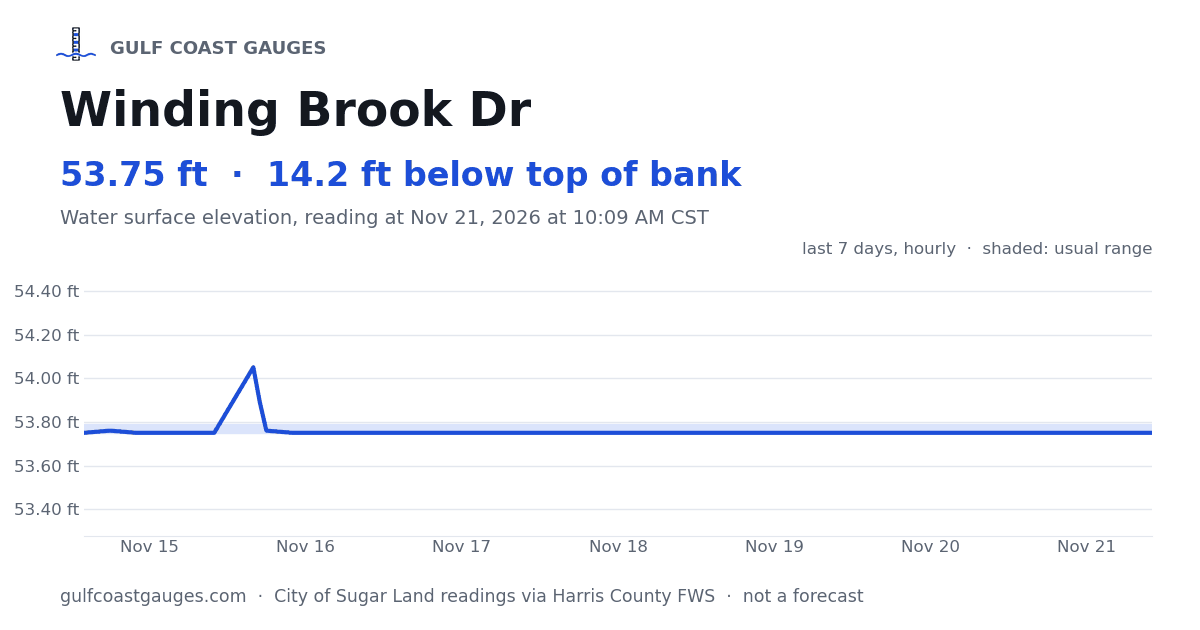 GULF COAST GAUGES
Winding Brook Dr
53.75 ft · 14.2 ft below top of bank
Water surface elevation, reading at Nov 21, 2026 at 10:09 AM CST
last 7 days, hourly · shaded: usual range
54.40 ft
54.20 ft
54.00 ft
53.80 ft
53.60 ft
53.40 ft
Nov 15 Nov 16 Nov 17 Nov 18 Nov 19 Nov 20 Nov 21
gulfcoastgauges.com · City of Sugar Land readings via Harris County FWS · not a forecast